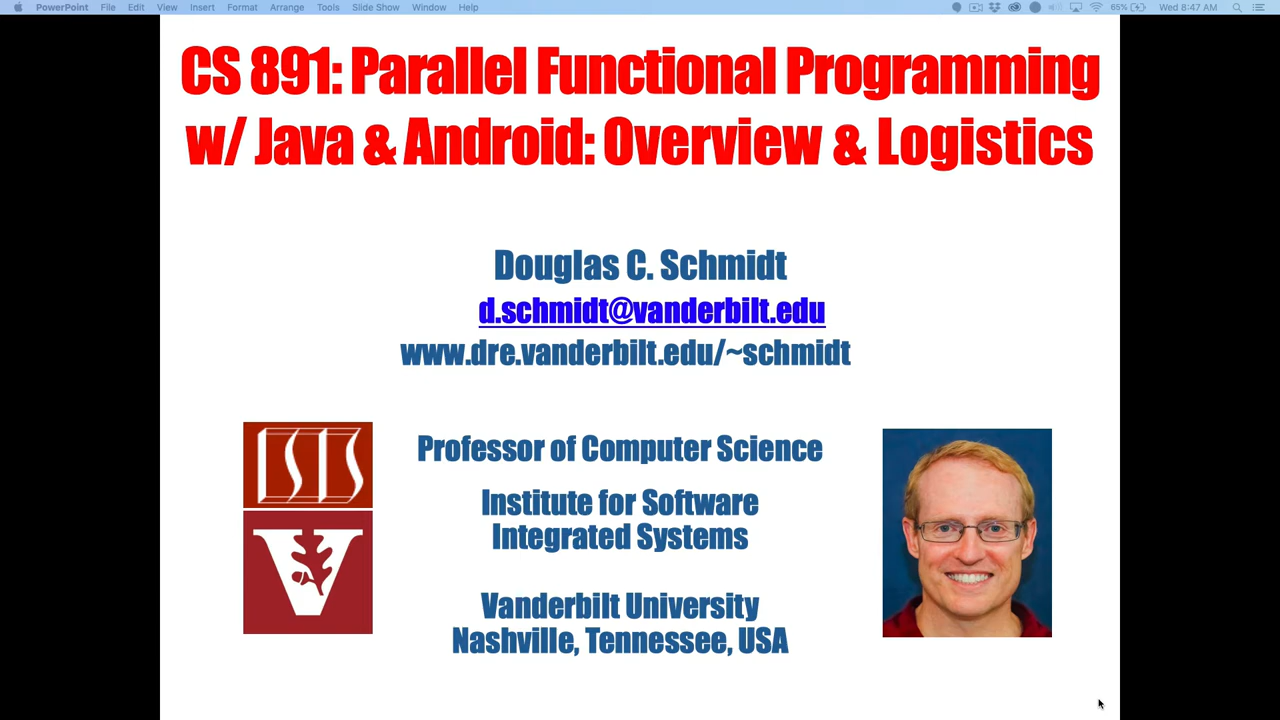 PowerPoint File Edit View Insert Format Arrange Tools Slide Show Window Help 65% Wed 8:47 AM
CS 891: Parallel Functional Programming
w/ Java & Android: Overview & Logistics
Douglas C. Schmidt
d.schmidt@vanderbilt.edu
www.dre.vanderbilt.edu/~schmidt
ISIS
V
Professor of Computer Science
Institute for Software
Integrated Systems
Vanderbilt University
Nashville, Tennessee, USA